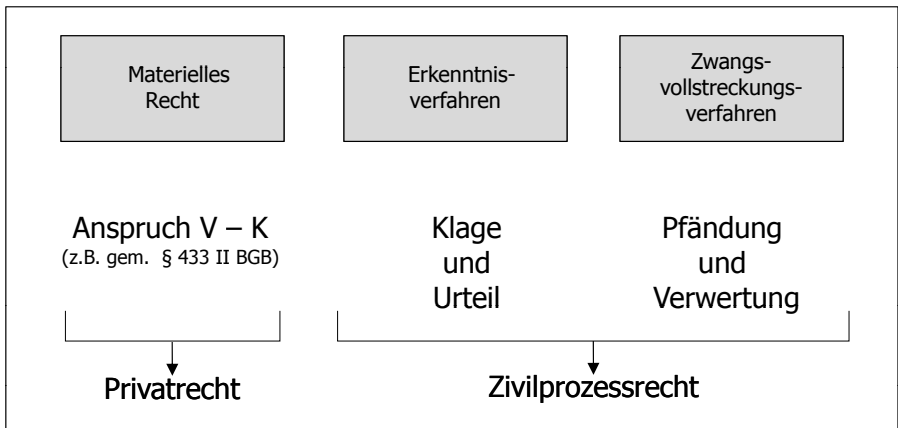 Materielles
Recht
Erkenntnis-
verfahren
Zwangs-
vollstreckungs-
verfahren
Anspruch V – K
(z.B. gem. § 433 II BGB)
Klage
und
Urteil
Pfändung
und
Verwertung
Privatrecht
Zivilprozessrecht